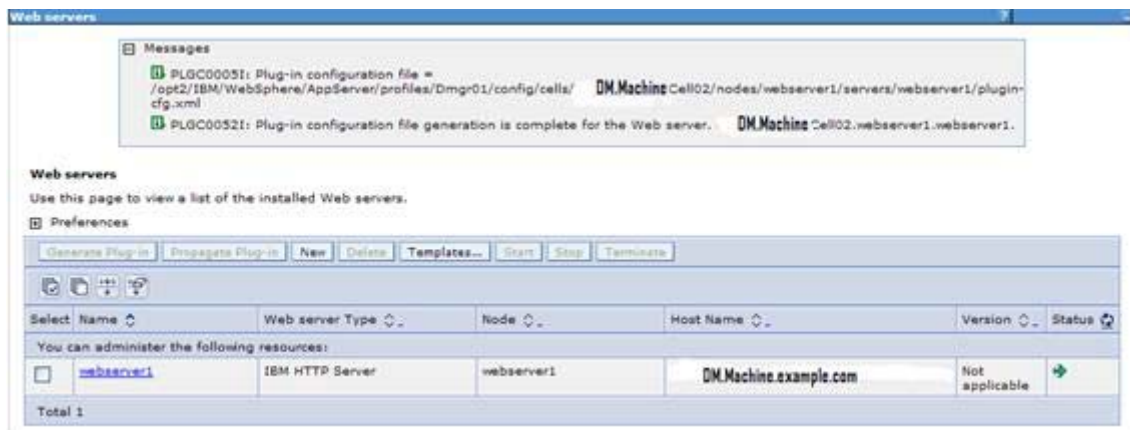 Web servers ?
Messages
PLGC0005I: Plug-in configuration file =
/opt2/IBM/WebSphere/AppServer/profiles/Dmgr01/config/cells/ DM.Machine Cell02/nodes/webserver1/servers/webserver1/plugin-
cfg.xml
PLGC0052I: Plug-in configuration file generation is complete for the Web server. DM.Machine Cell02.webserver1.webserver1.
Web servers
Use this page to view a list of the installed Web servers.
Preferences
Generate Plug-in Propagate Plug-in New Delete Templates... Start Stop Terminate
Select Name Web server Type Node Host Name Version Status
You can administer the following resources:
webserver1 IBM HTTP Server webserver1 DM.Machine.example.com Not
applicable
Total 1